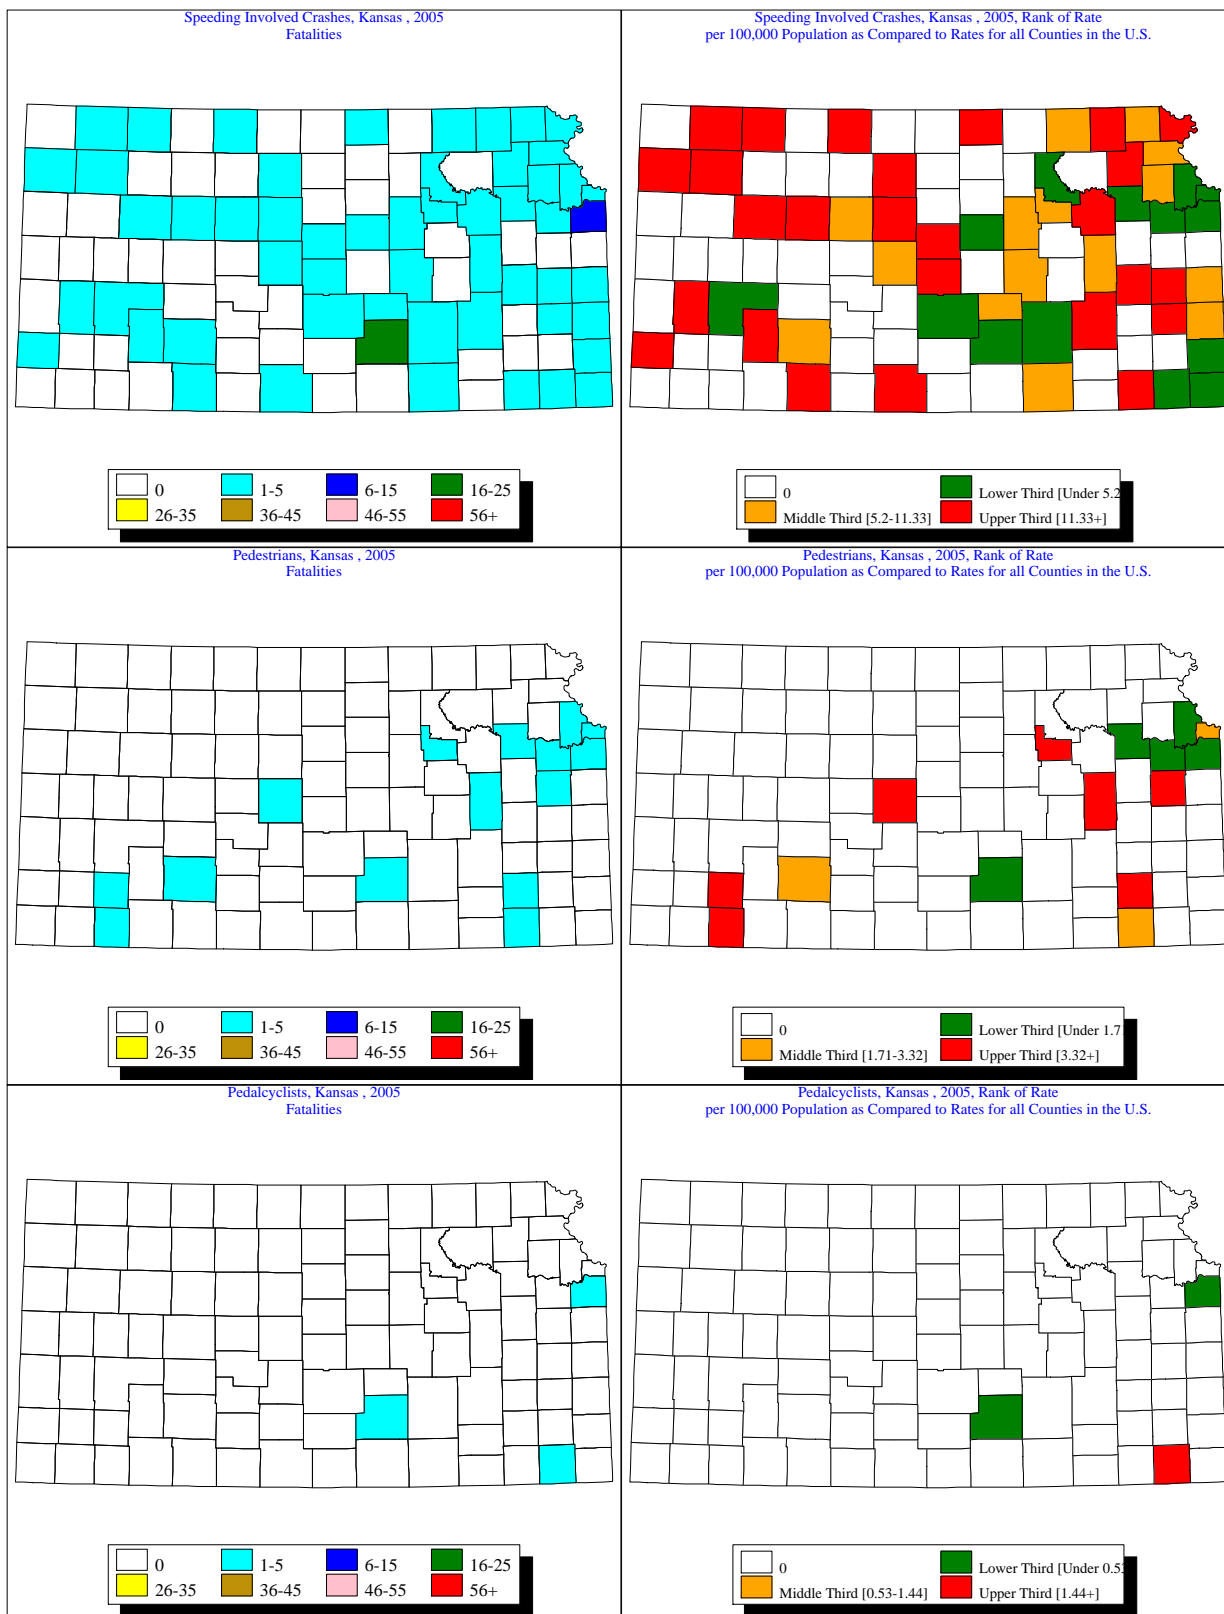 Speeding Involved Crashes, Kansas , 2005
Fatalities
0
1-5
6-15
16-25
26-35
36-45
46-55
56+
Speeding Involved Crashes, Kansas , 2005, Rank of Rate
per 100,000 Population as Compared to Rates for all Counties in the U.S.
0
Lower Third [Under 5.2
Middle Third [5.2-11.33]
Upper Third [11.33+]
Pedestrians, Kansas , 2005
Fatalities
0
1-5
6-15
16-25
26-35
36-45
46-55
56+
Pedestrians, Kansas , 2005, Rank of Rate
per 100,000 Population as Compared to Rates for all Counties in the U.S.
0
Lower Third [Under 1.71
Middle Third [1.71-3.32]
Upper Third [3.32+]
Pedalcyclists, Kansas , 2005
Fatalities
0
1-5
6-15
16-25
26-35
36-45
46-55
56+
Pedalcyclists, Kansas , 2005, Rank of Rate
per 100,000 Population as Compared to Rates for all Counties in the U.S.
0
Lower Third [Under 0.53
Middle Third [0.53-1.44]
Upper Third [1.44+]